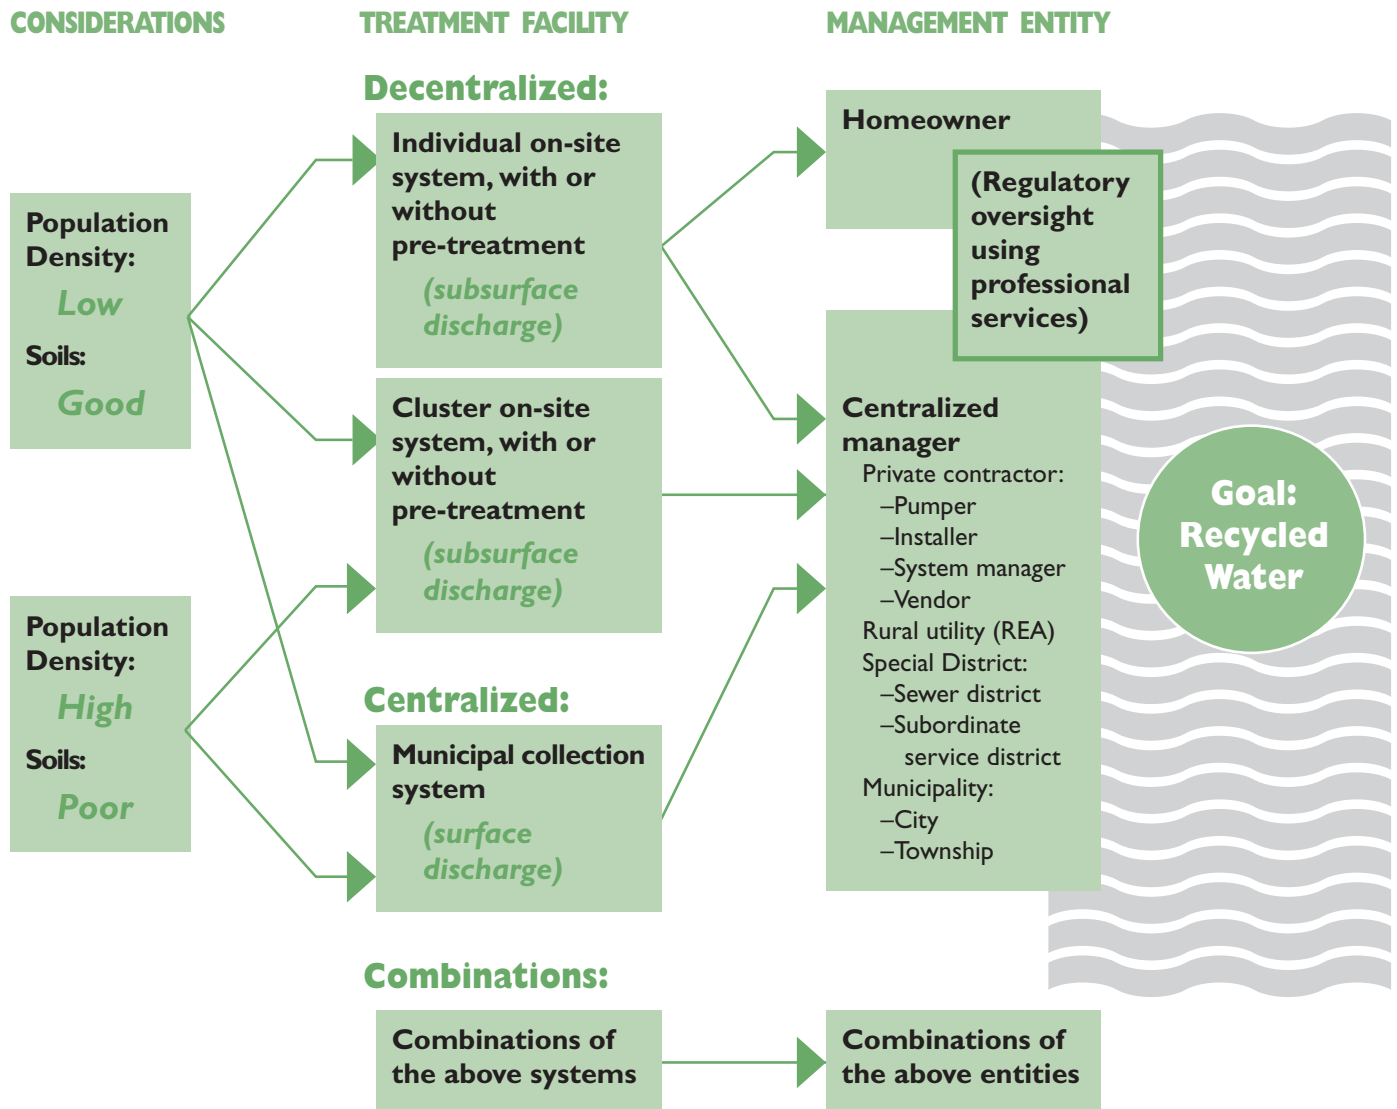 CONSIDERATIONS
TREATMENT FACILITY
MANAGEMENT ENTITY
Population
Density:
Low
Soils:
Good
Population
Density:
High
Soils:
Poor
Decentralized:
Individual on-site
system, with or
without
pre-treatment
(subsurface
discharge)
Cluster on-site
system, with or
without
pre-treatment
(subsurface
discharge)
Centralized:
Municipal collection
system
(surface
discharge)
Combinations:
Combinations of
the above systems
Homeowner
(Regulatory
oversight
using
professional
services)
Centralized
manager
Private contractor:
–Pumper
–Installer
–System manager
–Vendor
Rural utility (REA)
Special District:
–Sewer district
–Subordinate
service district
Municipality:
–City
–Township
Combinations of
the above entities
Goal:
Recycled
Water